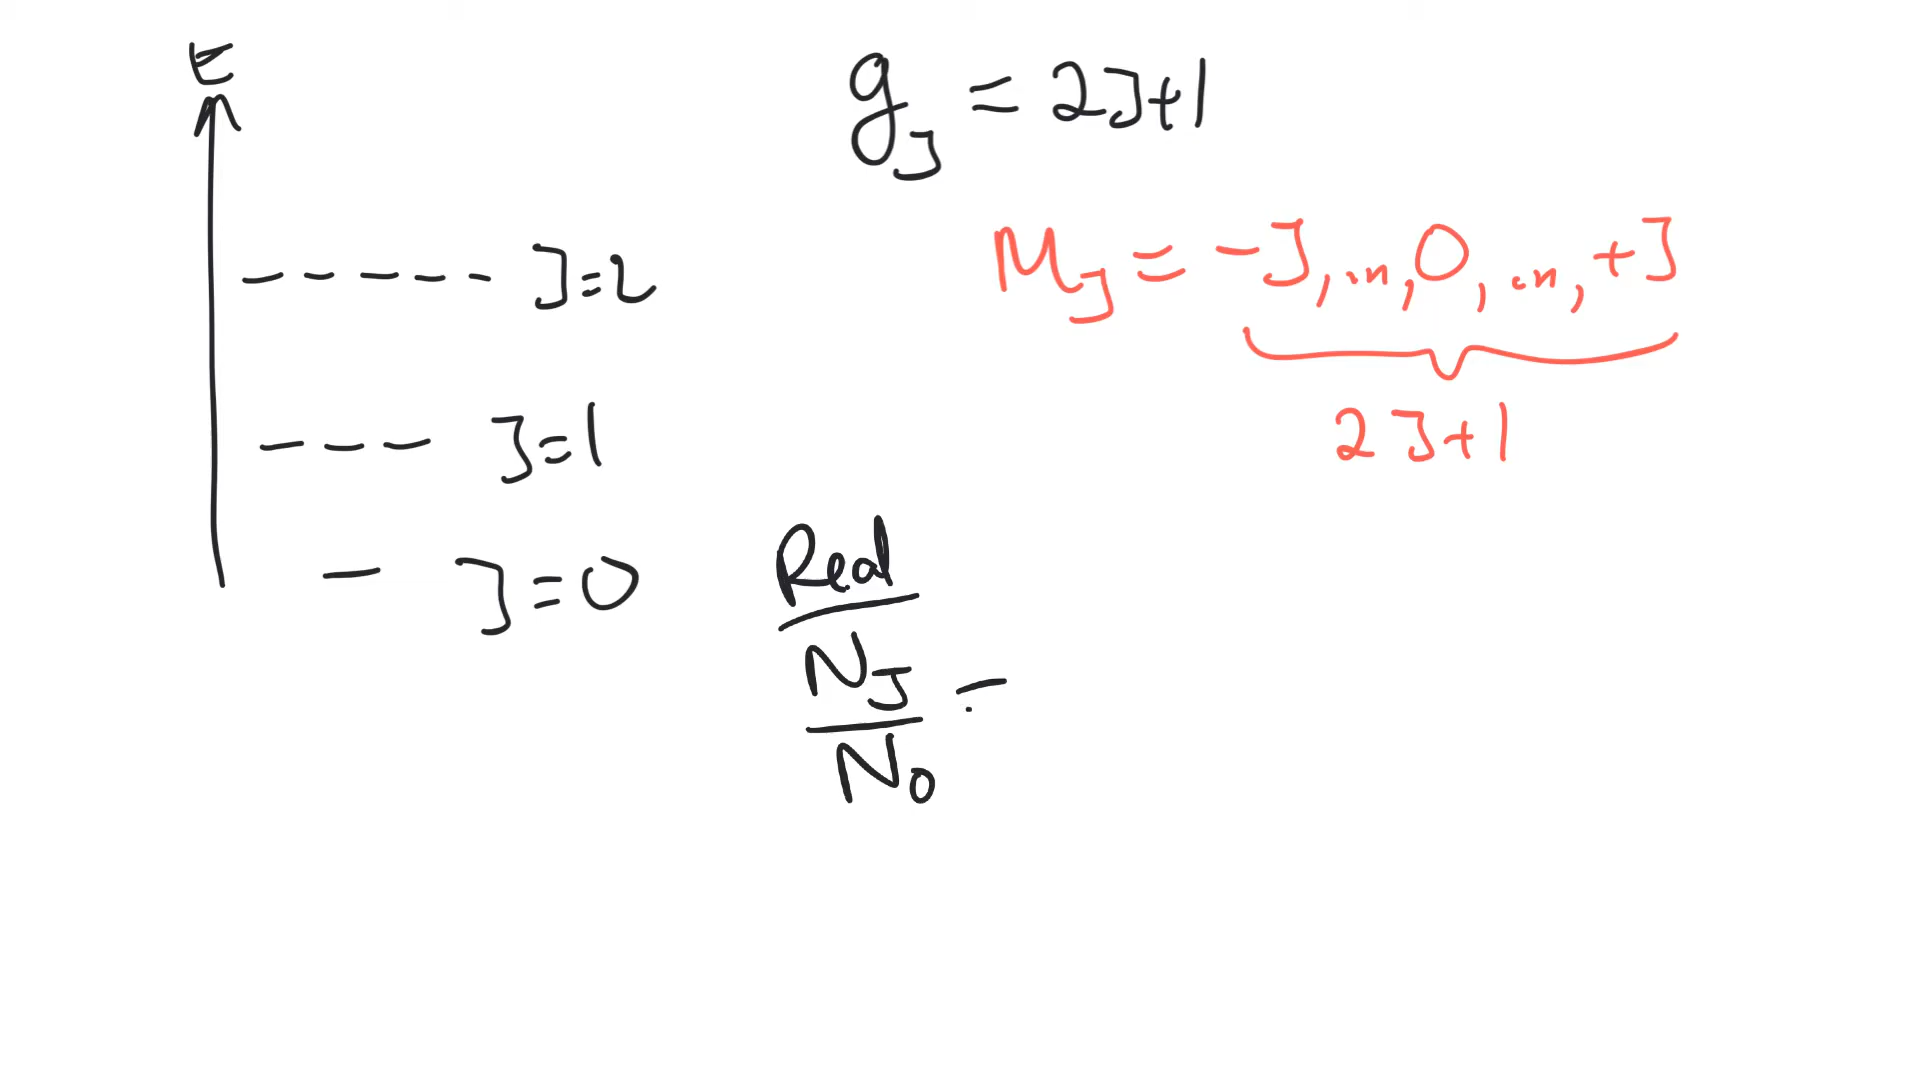 E
g_J = 2J+1
M_J = -J, ..., 0, ..., +J
2J+1
J=2
J=1
J=0
Real
N_J
N_0
=